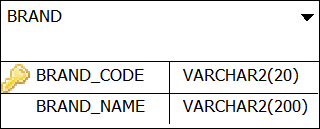 BRAND
BRAND_CODE VARCHAR2(20)
BRAND_NAME VARCHAR2(200)